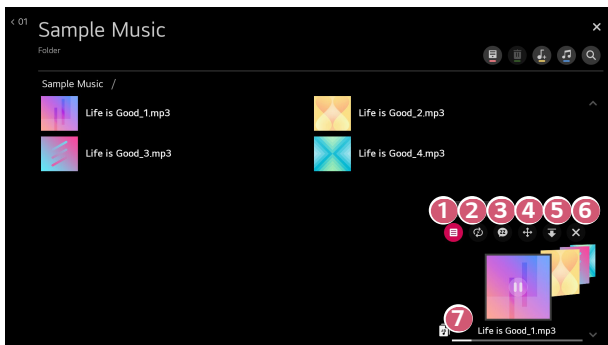 < 01
Sample Music
Folder
Sample Music /
Life is Good_1.mp3
Life is Good_2.mp3
Life is Good_3.mp3
Life is Good_4.mp3
1 2 3 4 5 6
7
Life is Good_1.mp3